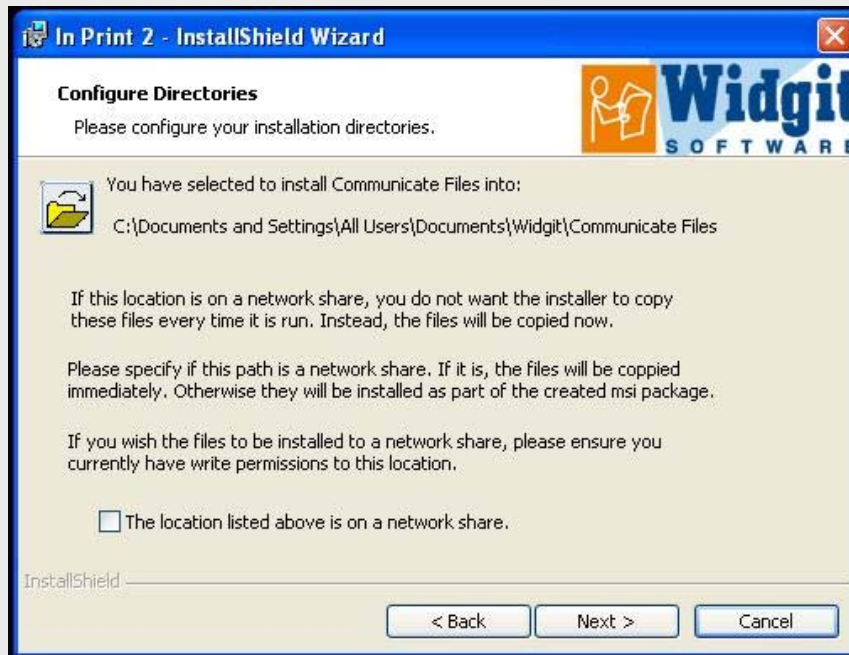 In Print 2 - InstallShield Wizard
Configure Directories
Please configure your installation directories.
Widgit
SOFTWARE
You have selected to install Communicate Files into:
C:\Documents and Settings\All Users\Documents\Widgit\Communicate Files
If this location is on a network share, you do not want the installer to copy
these files every time it is run. Instead, the files will be copied now.
Please specify if this path is a network share. If it is, the files will be coppied
immediately. Otherwise they will be installed as part of the created msi package.
If you wish the files to be installed to a network share, please ensure you
currently have write permissions to this location.
The location listed above is on a network share.
InstallShield
< Back
Next >
Cancel